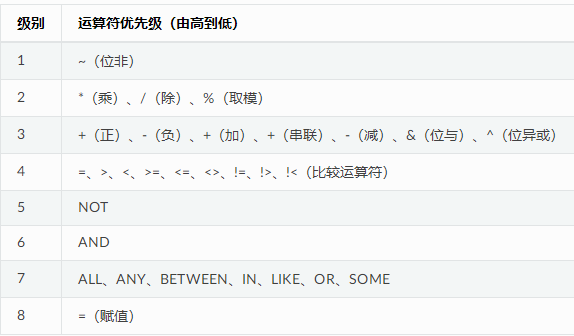 级别 运算符优先级（由高到低）
1 ~（位非）
2 *（乘）、/（除）、%（取模）
3 +（正）、-（负）、+（加）、+（串联）、-（减）、&（位与）、^（位异或）
4 =、>、<、>=、<=、<>、!=、!>、!<（比较运算符）
5 NOT
6 AND
7 ALL、ANY、BETWEEN、IN、LIKE、OR、SOME
8 =（赋值）